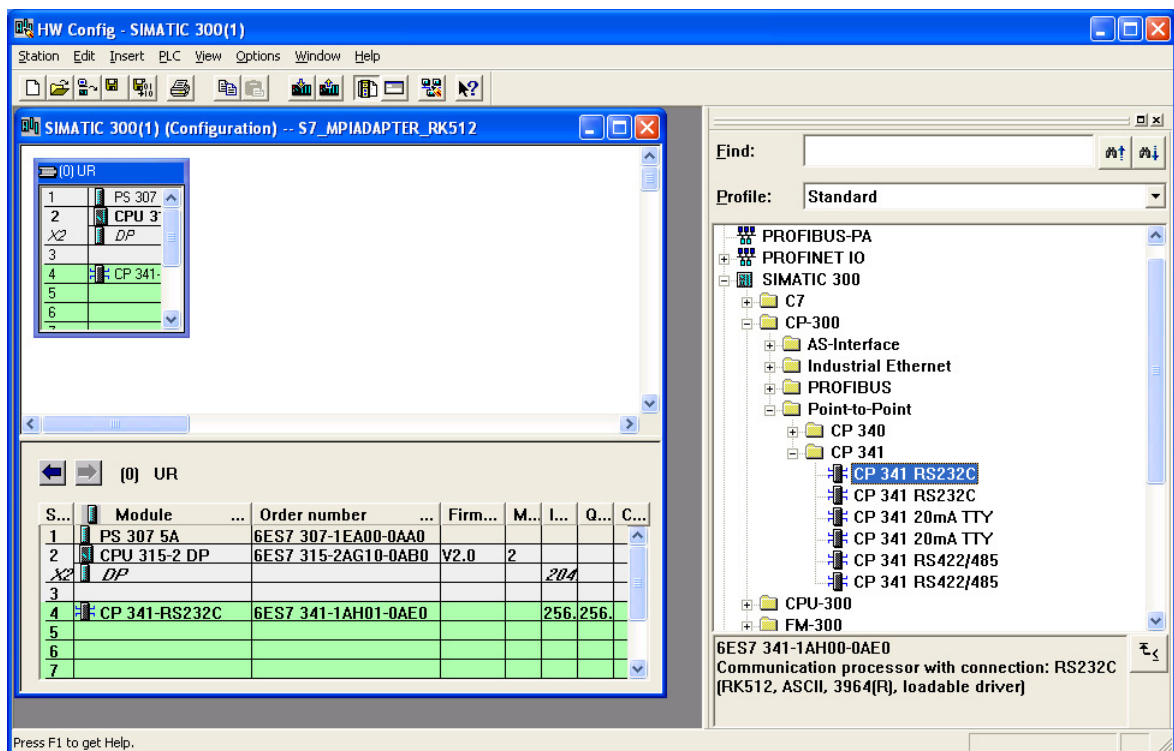 HW Config - SIMATIC 300(1)
Station Edit Insert PLC View Options Window Help
SIMATIC 300(1) (Configuration) -- S7_MPIADAPTER_RK512
(0) UR
1 PS 307
2 CPU 3
X2 DP
3
4 CP 341-
5
6
(0) UR
S... Module ... Order number ... Firm... M... I... Q... C...
1 PS 307 5A 6ES7 307-1EA00-0AA0
2 CPU 315-2 DP 6ES7 315-2AG10-0AB0 V2.0 2
X2 DP 204
3
4 CP 341-RS232C 6ES7 341-1AH01-0AE0 256. 256.
5
6
7
Find:
Profile: Standard
PROFIBUS-PA
PROFINET IO
SIMATIC 300
C7
CP-300
AS-Interface
Industrial Ethernet
PROFIBUS
Point-to-Point
CP 340
CP 341
CP 341 RS232C
CP 341 RS232C
CP 341 20mA TTY
CP 341 20mA TTY
CP 341 RS422/485
CP 341 RS422/485
CPU-300
FM-300
6ES7 341-1AH00-0AE0
Communication processor with connection: RS232C
(RK512, ASCII, 3964(R), loadable driver)
Press F1 to get Help.